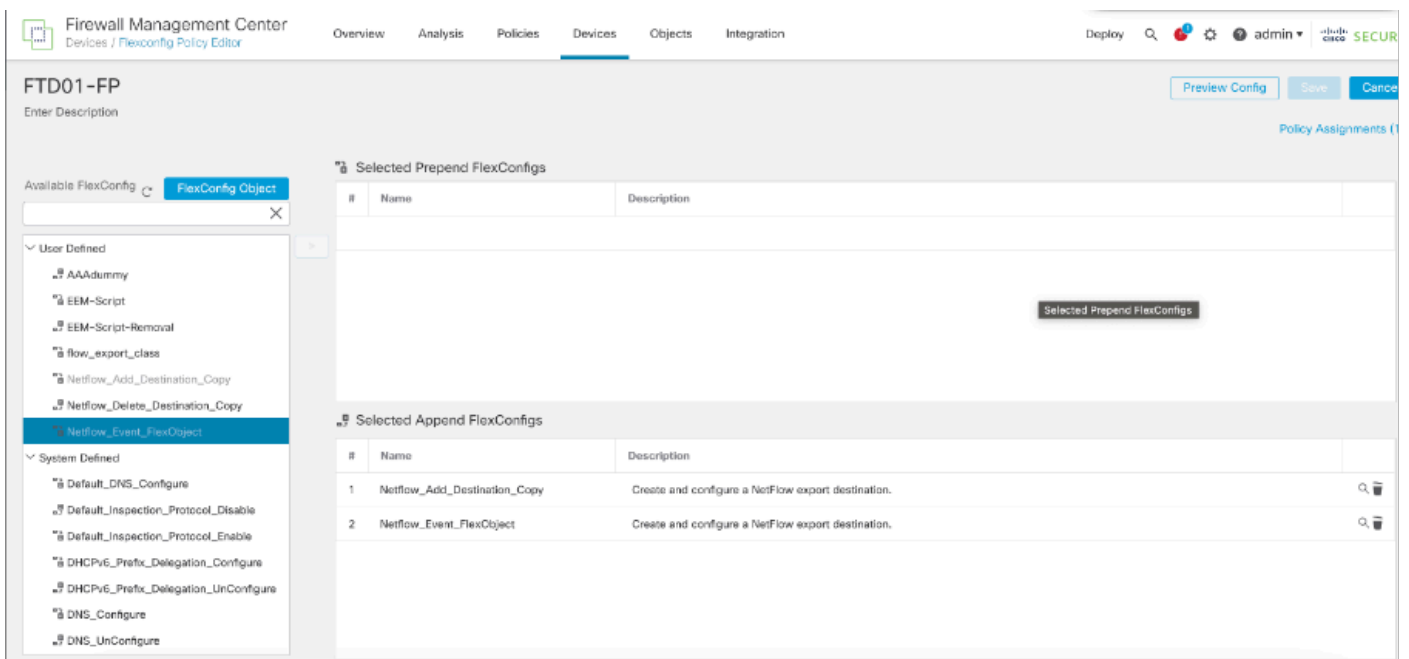 Firewall Management Center
Devices / Flexconfig Policy Editor
Overview Analysis Policies Devices Objects Integration
Deploy admin cisco SECUR
FTD01-FP
Enter Description
Preview Config Save Cance
Policy Assignments (1
Available FlexConfig FlexConfig Object
User Defined
AAAdummy
EEM-Script
EEM-Script-Removal
flow_export_class
Netflow_Add_Destination_Copy
Netflow_Delete_Destination_Copy
Netflow_Event_FlexObject
System Defined
Default_DNS_Configure
Default_Inspection_Protocol_Disable
Default_Inspection_Protocol_Enable
DHCPv6_Prefix_Delegation_Configure
DHCPv6_Prefix_Delegation_UnConfigure
DNS_Configure
DNS_UnConfigure
>
Selected Prepend FlexConfigs
# Name Description
Selected Prepend FlexConfigs
Selected Append FlexConfigs
# Name Description
1 Netflow_Add_Destination_Copy Create and configure a NetFlow export destination.
2 Netflow_Event_FlexObject Create and configure a NetFlow export destination.